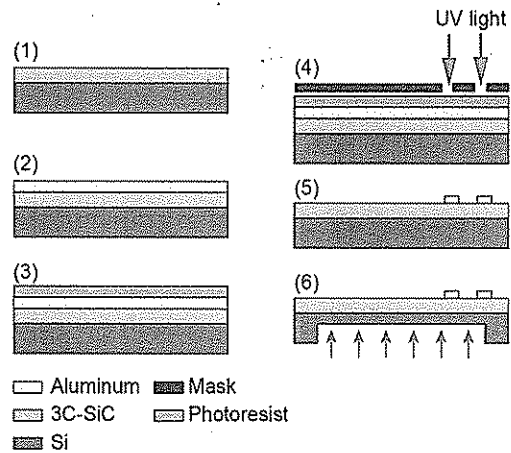 UV light
(1)
(4)
(2)
(5)
(3)
(6)
Aluminum
Mask
3C-SiC
Photoresist
Si